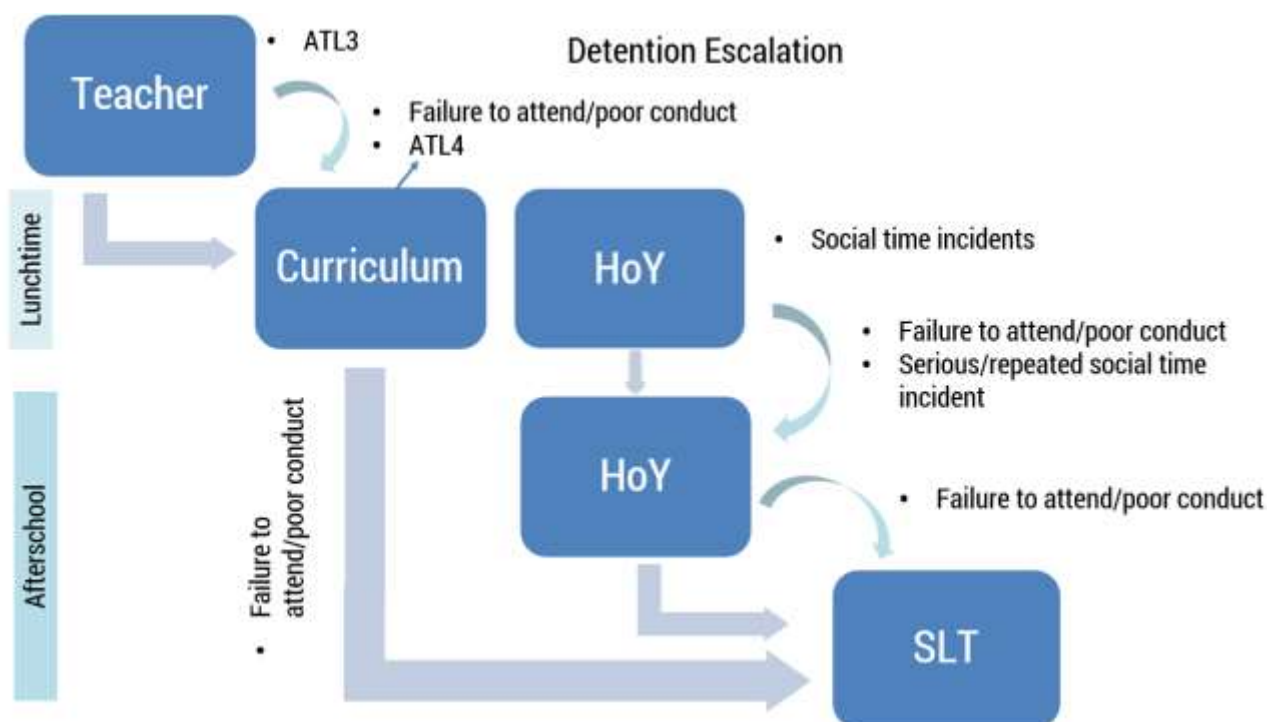 Detention Escalation
• ATL3
Teacher
• Failure to attend/poor conduct
• ATL4
Lunchtime
Curriculum
HoY
• Social time incidents
• Failure to attend/poor conduct
• Serious/repeated social time
incident
Afterschool
• Failure to
attend/poor conduct
HoY
• Failure to attend/poor conduct
SLT